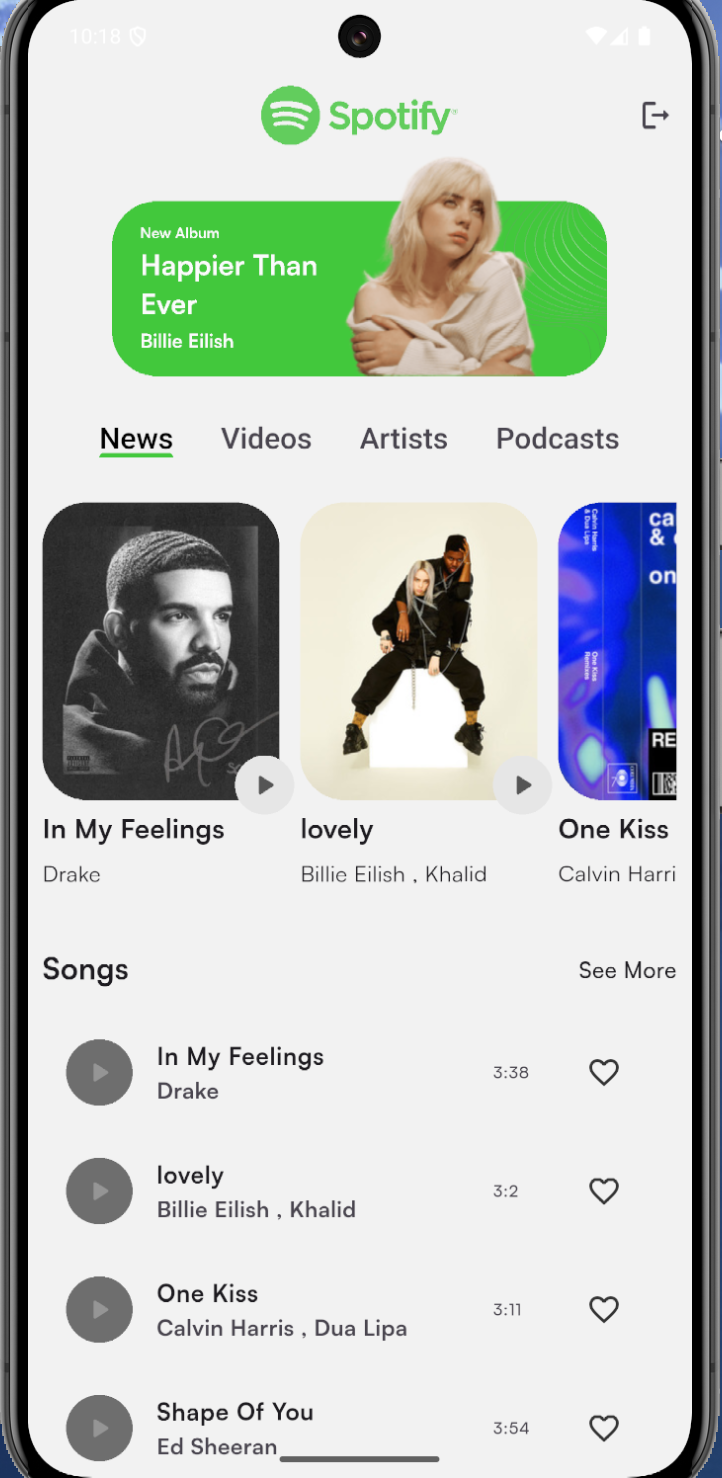 10:18
Spotify
New Album
Happier Than
Ever
Billie Eilish
News Videos Artists Podcasts
Calvin Harris
& Dua Lipa
One Kiss
Remixes
ca
& 
on
RE
In My Feelings
Drake
lovely
Billie Eilish , Khalid
One Kiss
Calvin Harri
Songs
See More
In My Feelings
Drake
3:38
lovely
Billie Eilish , Khalid
3:2
One Kiss
Calvin Harris , Dua Lipa
3:11
Shape Of You
Ed Sheeran
3:54